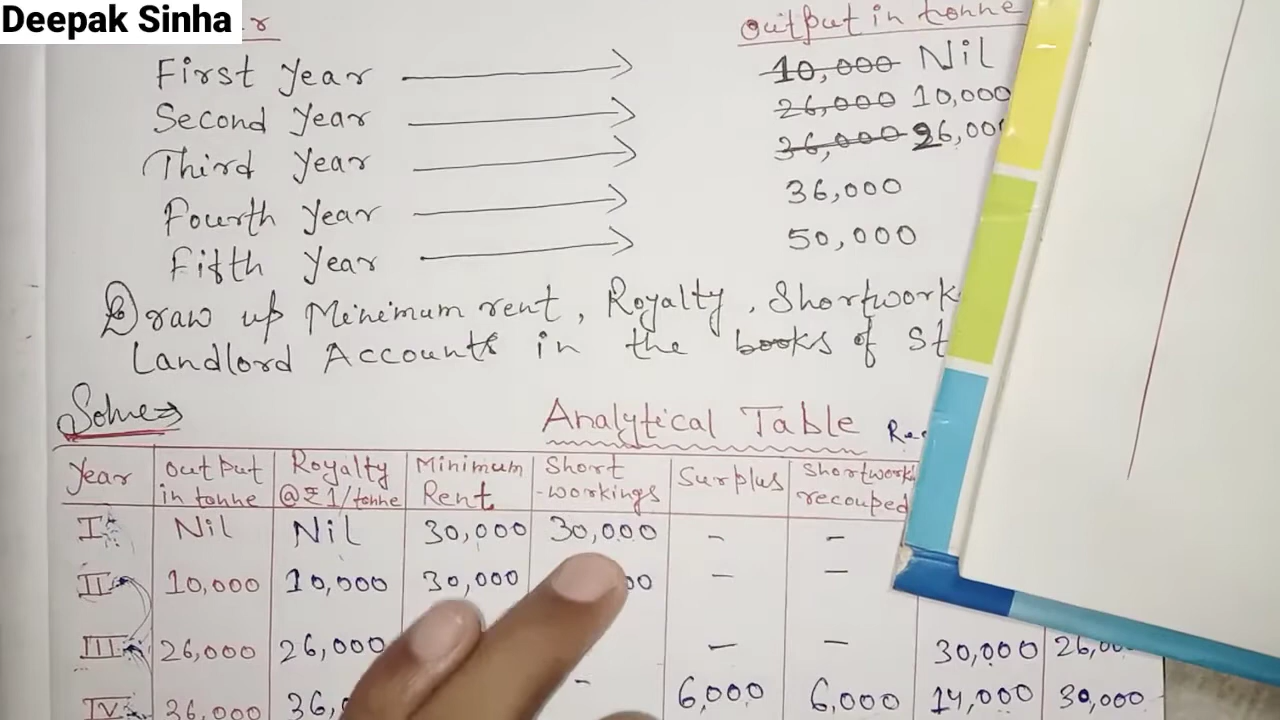 Deepak Sinha
Output in tonne
First Year 10,000 Nil
Second Year 26,000 10,000
Third Year 36,000 26,000
Fourth Year 36,000
Fifth Year 50,000
Draw up Minimum rent, Royalty, Shortwork
Landlord Accounts in the books of St
Solve
Analytical Table
Year Output in tonne Royalty @ ₹1/tonne Minimum Rent Short-workings Surplus Shortwork recouped
I Nil Nil 30,000 30,000 - -
II 10,000 10,000 30,000 - -
III 26,000 26,000 - - 30,000
IV 36,000 - 6,000 6,000 14,000 30,000